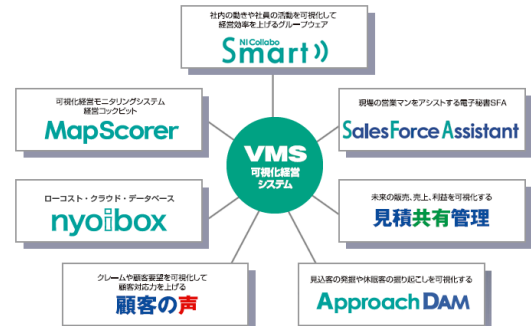 社内の動きや社員の活動を可視化して
経営効率を上げるグループウェア
NI Collabo
Smart
可視化経営モニタリングシステム
経営コックピット
MapScorer
現場の営業マンをアシストする電子秘書SFA
SalesForce Assistant
VMS
可視化経営
システム
ローコスト・クラウド・データベース
nyoibox
未来の販売、売上、利益を可視化する
見積共有管理
クレームや顧客要望を可視化して
顧客対応力を上げる
顧客の声
見込客の発掘や休眠客の掘り起こしを可視化する
Approach DAM